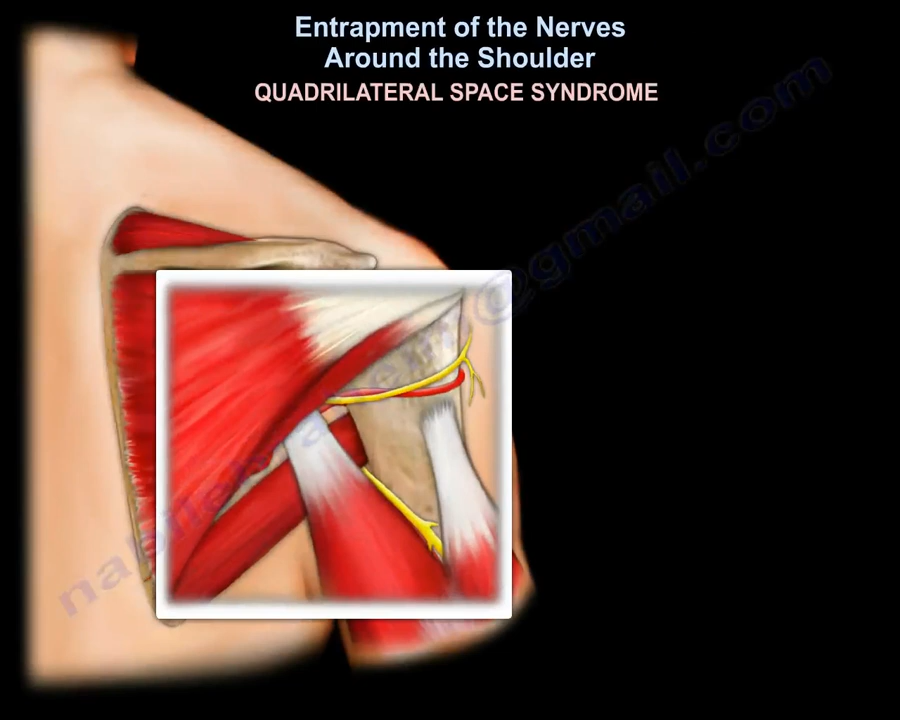 Entrapment of the Nerves
Around the Shoulder
QUADRILATERAL SPACE SYNDROME